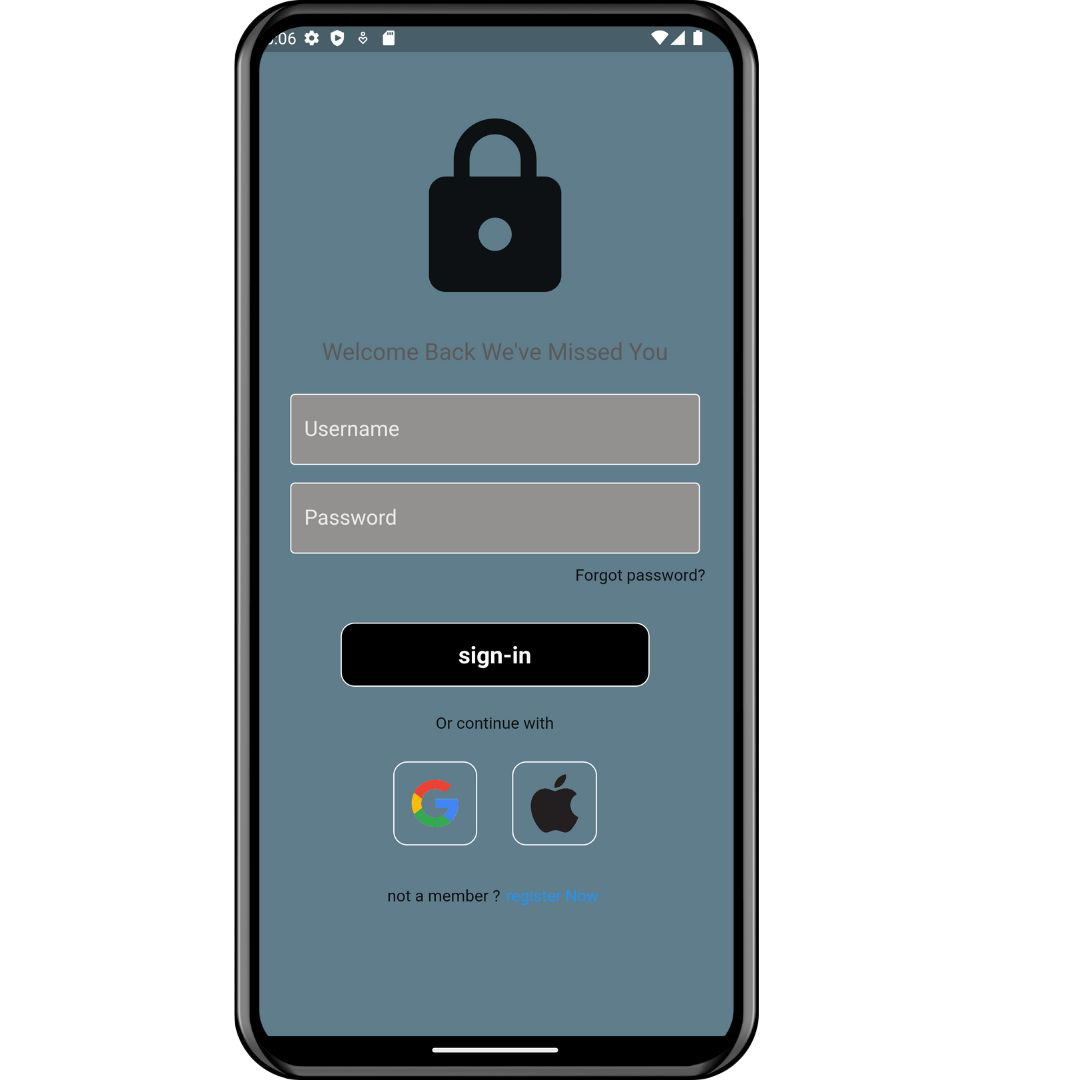 :06
Welcome Back We've Missed You
Username
Password
Forgot password?
sign-in
Or continue with
not a member ? register Now